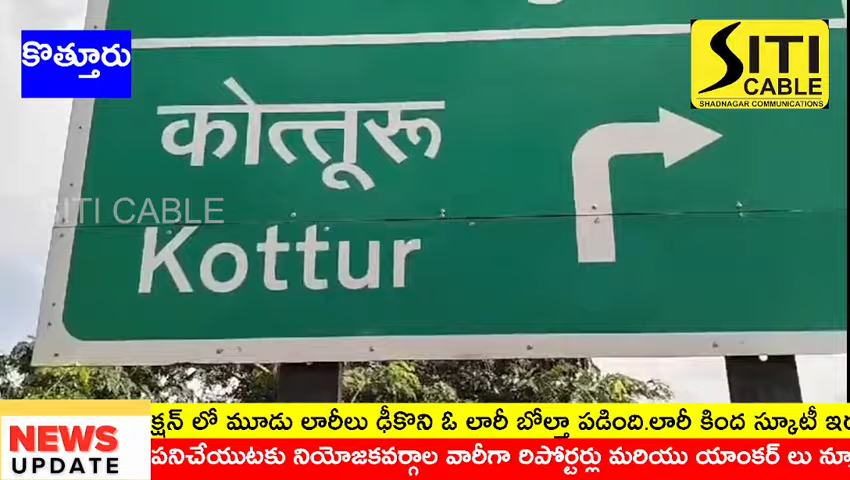 కొత్తూరు
SITI
CABLE
SHADNAGAR COMMUNICATIONS
कोत्तूरू
SITI CABLE
Kottur
NEWS
UPDATE
క్షన్ లో మూడు లారీలు ఢీకొని ఓ లారీ బోల్తా పడింది.లారీ కింద స్కూటీ
పనిచేయుటకు నియోజకవర్గాల వారీగా రిపోర్టర్లు మరియు యాంకర్ లు